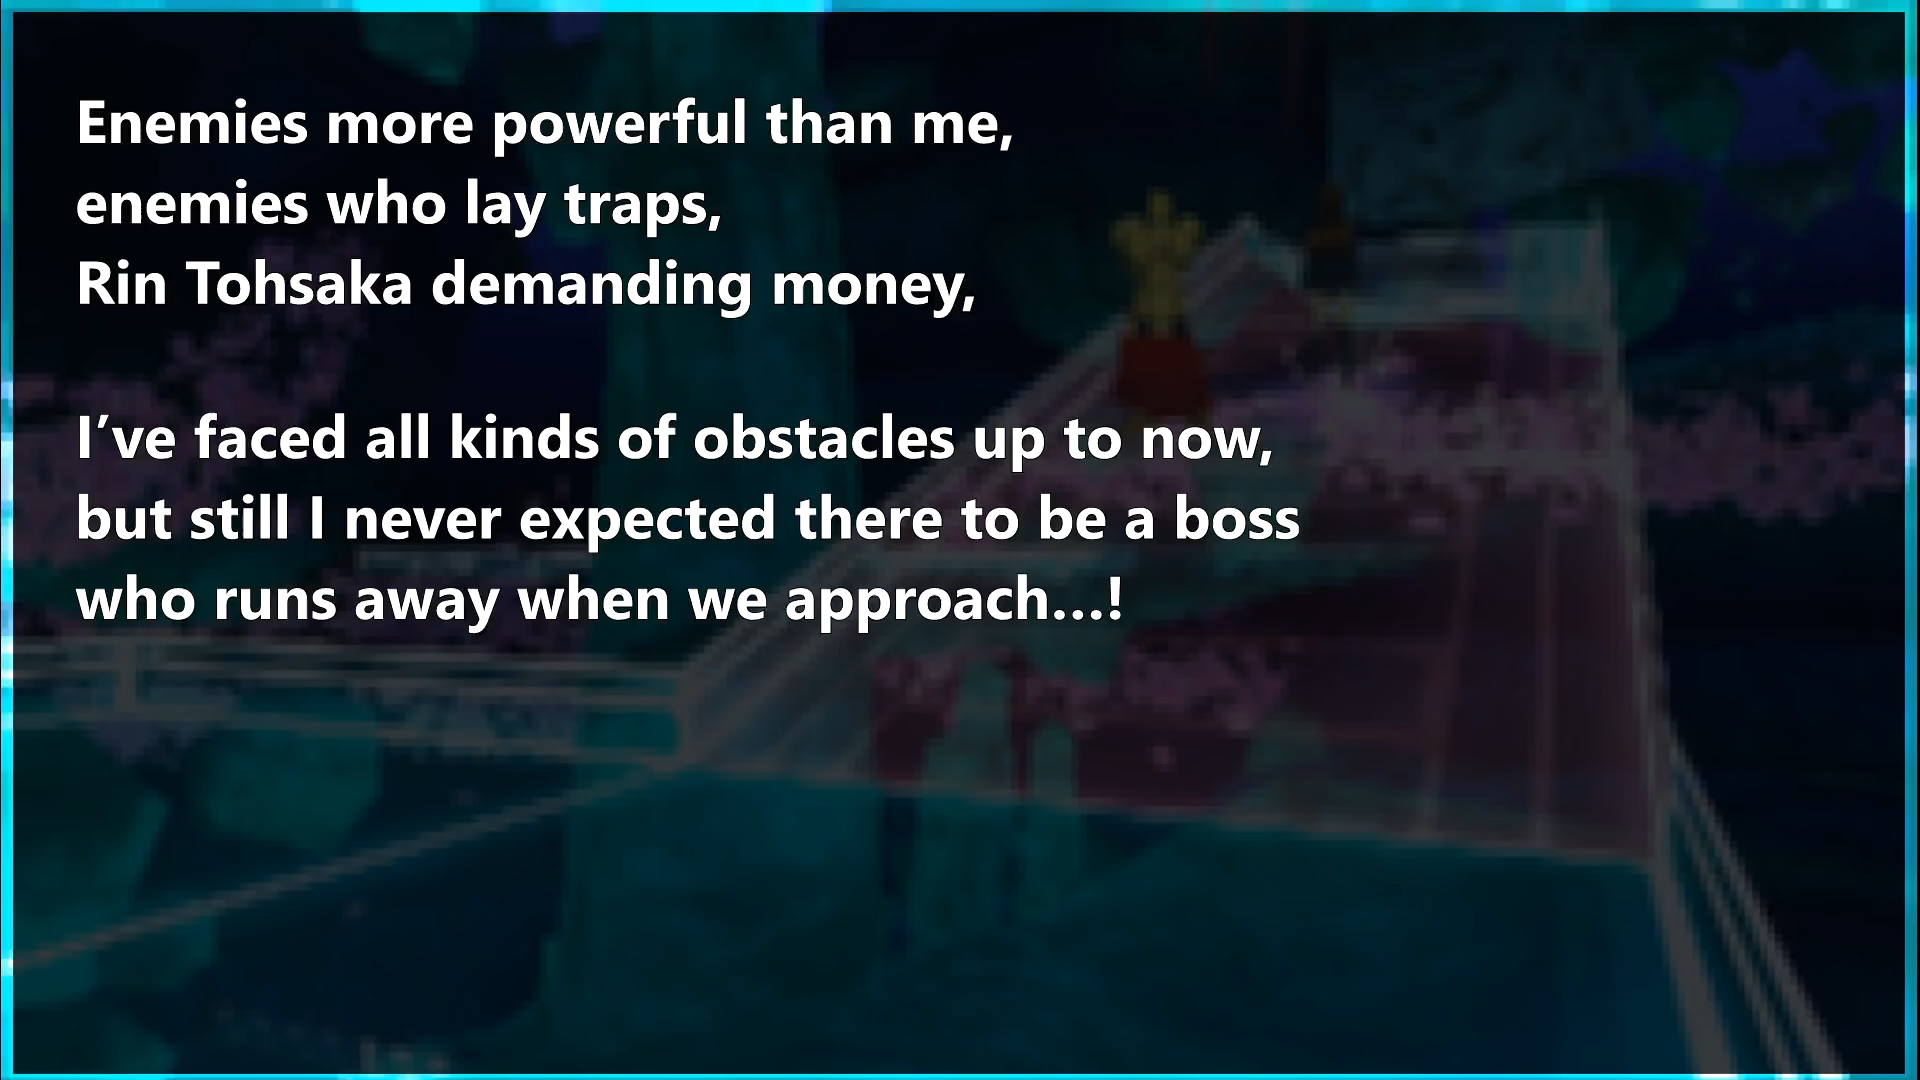 Enemies more powerful than me,
enemies who lay traps,
Rin Tohsaka demanding money,
I’ve faced all kinds of obstacles up to now,
but still I never expected there to be a boss
who runs away when we approach...!